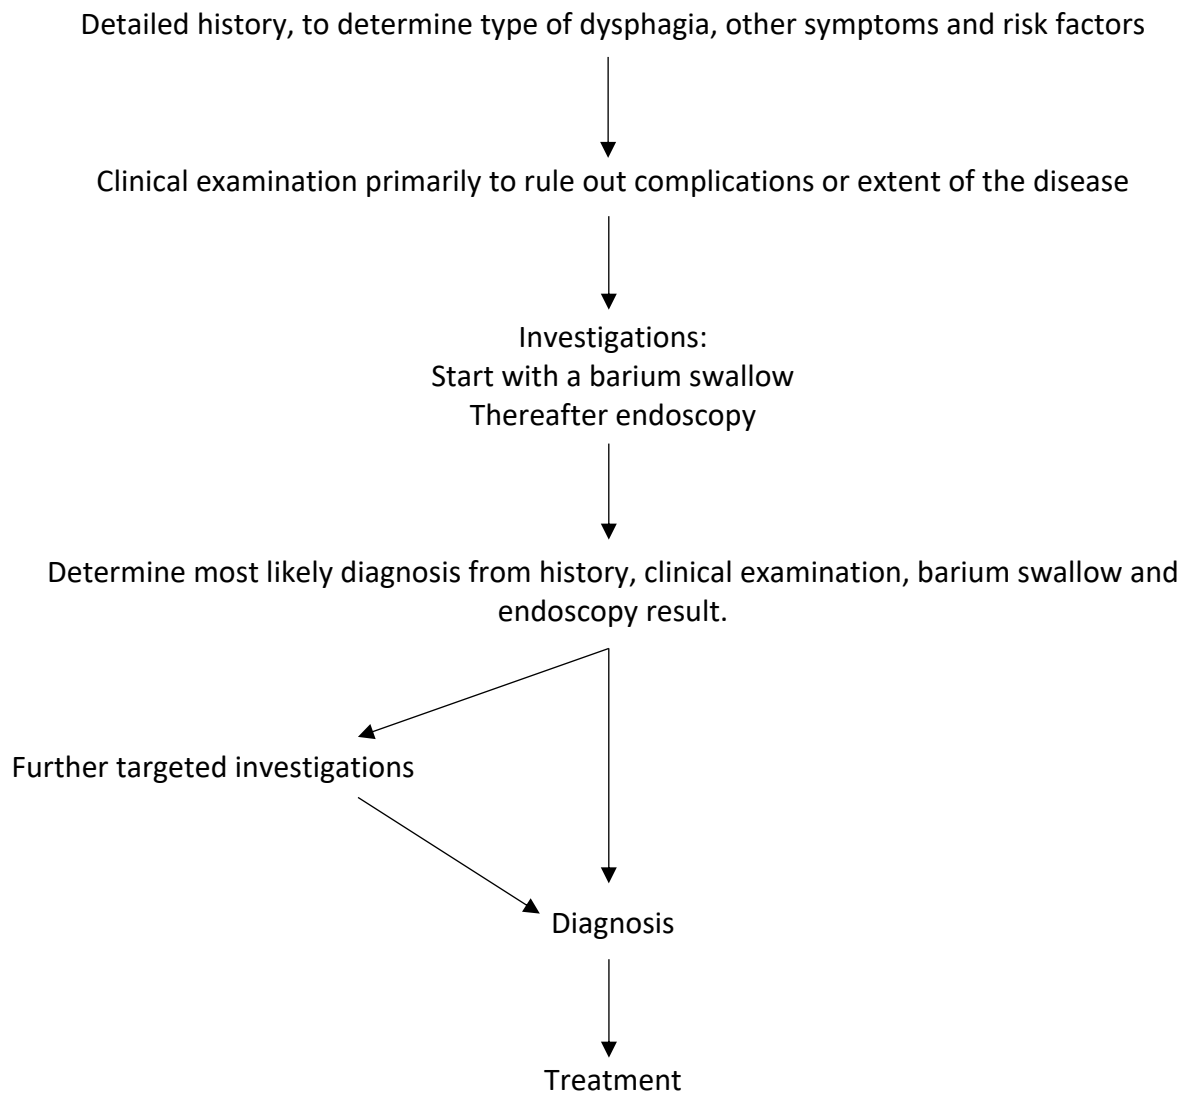 Detailed history, to determine type of dysphagia, other symptoms and risk factors
Clinical examination primarily to rule out complications or extent of the disease
Investigations:
Start with a barium swallow
Thereafter endoscopy
Determine most likely diagnosis from history, clinical examination, barium swallow and
endoscopy result.
Further targeted investigations
Diagnosis
Treatment